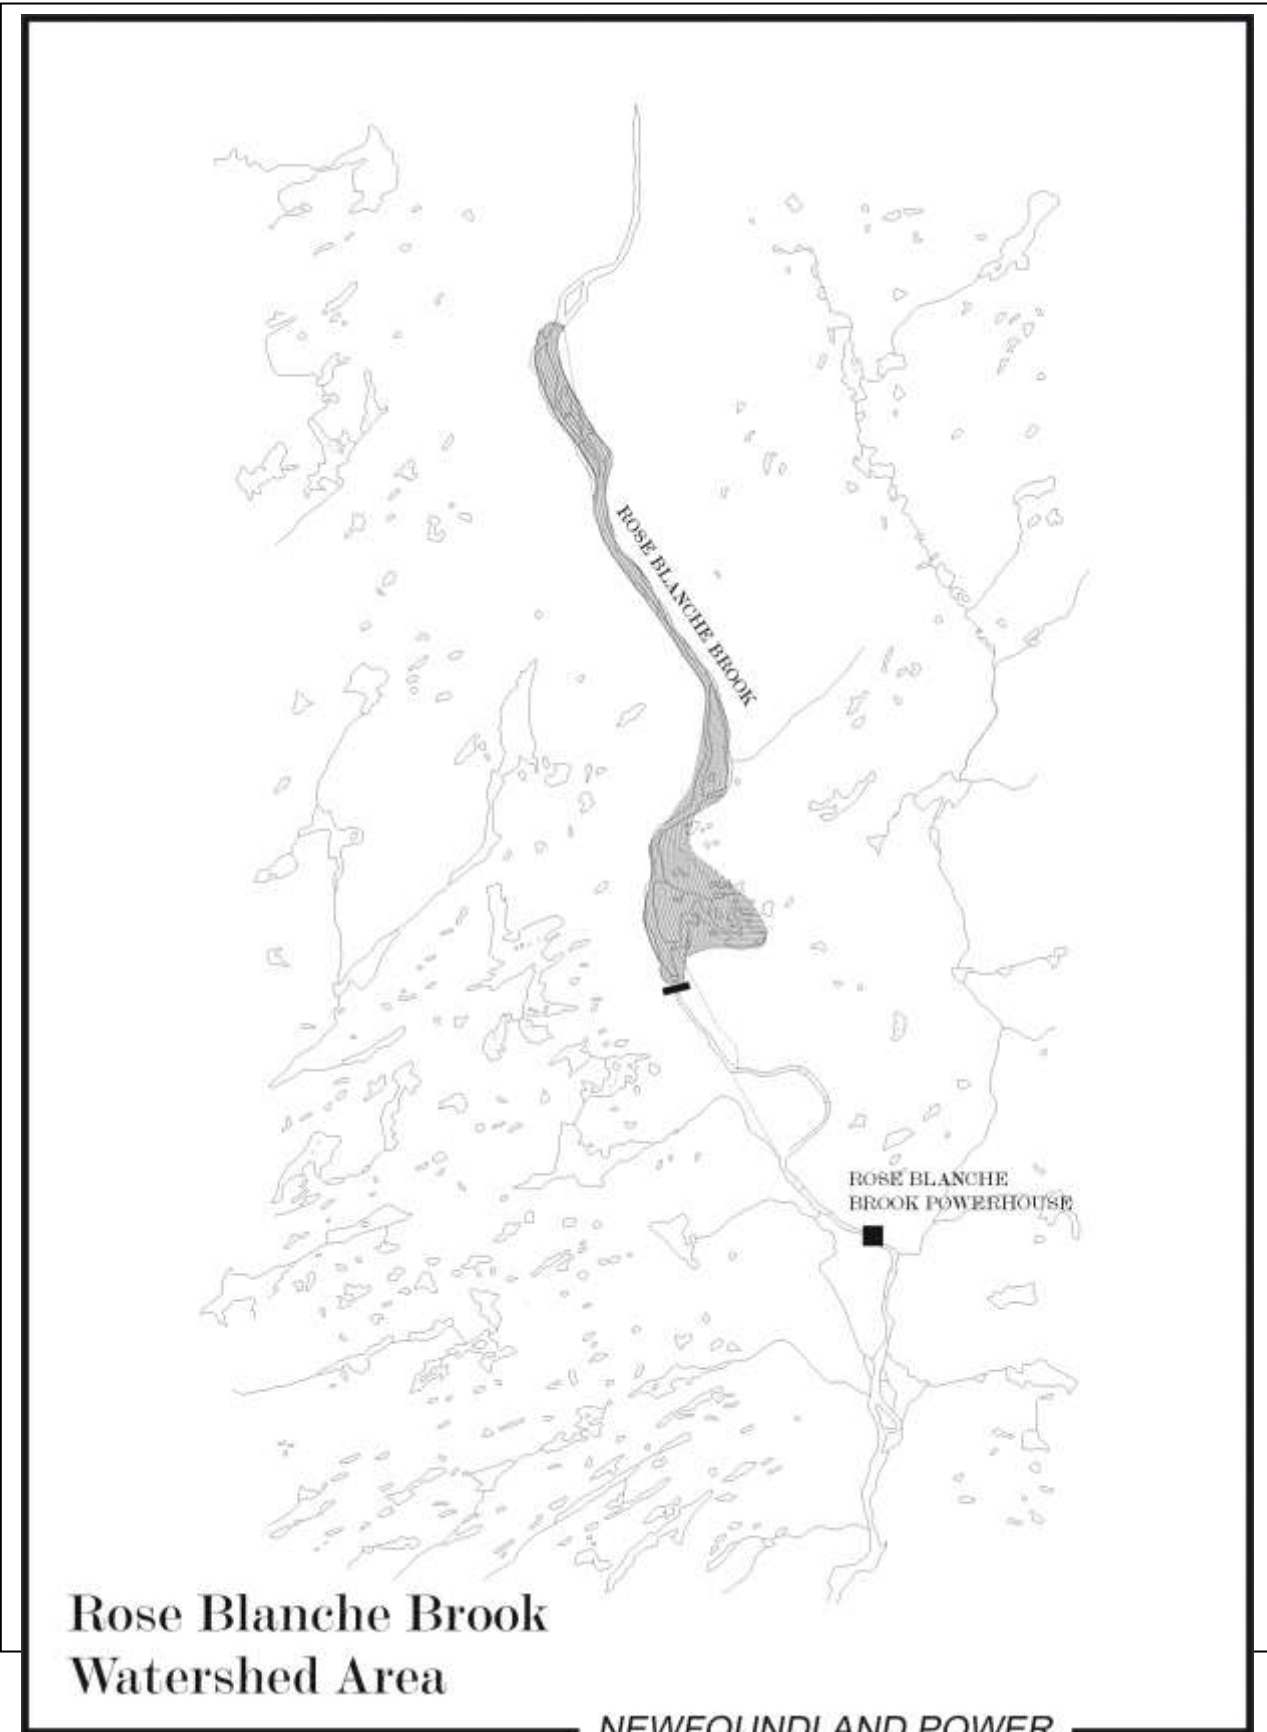 ROSE BLANCHE BROOK
ROSE BLANCHE
BROOK POWERHOUSE
Rose Blanche Brook
Watershed Area
NEWFOUNDLAND POWER